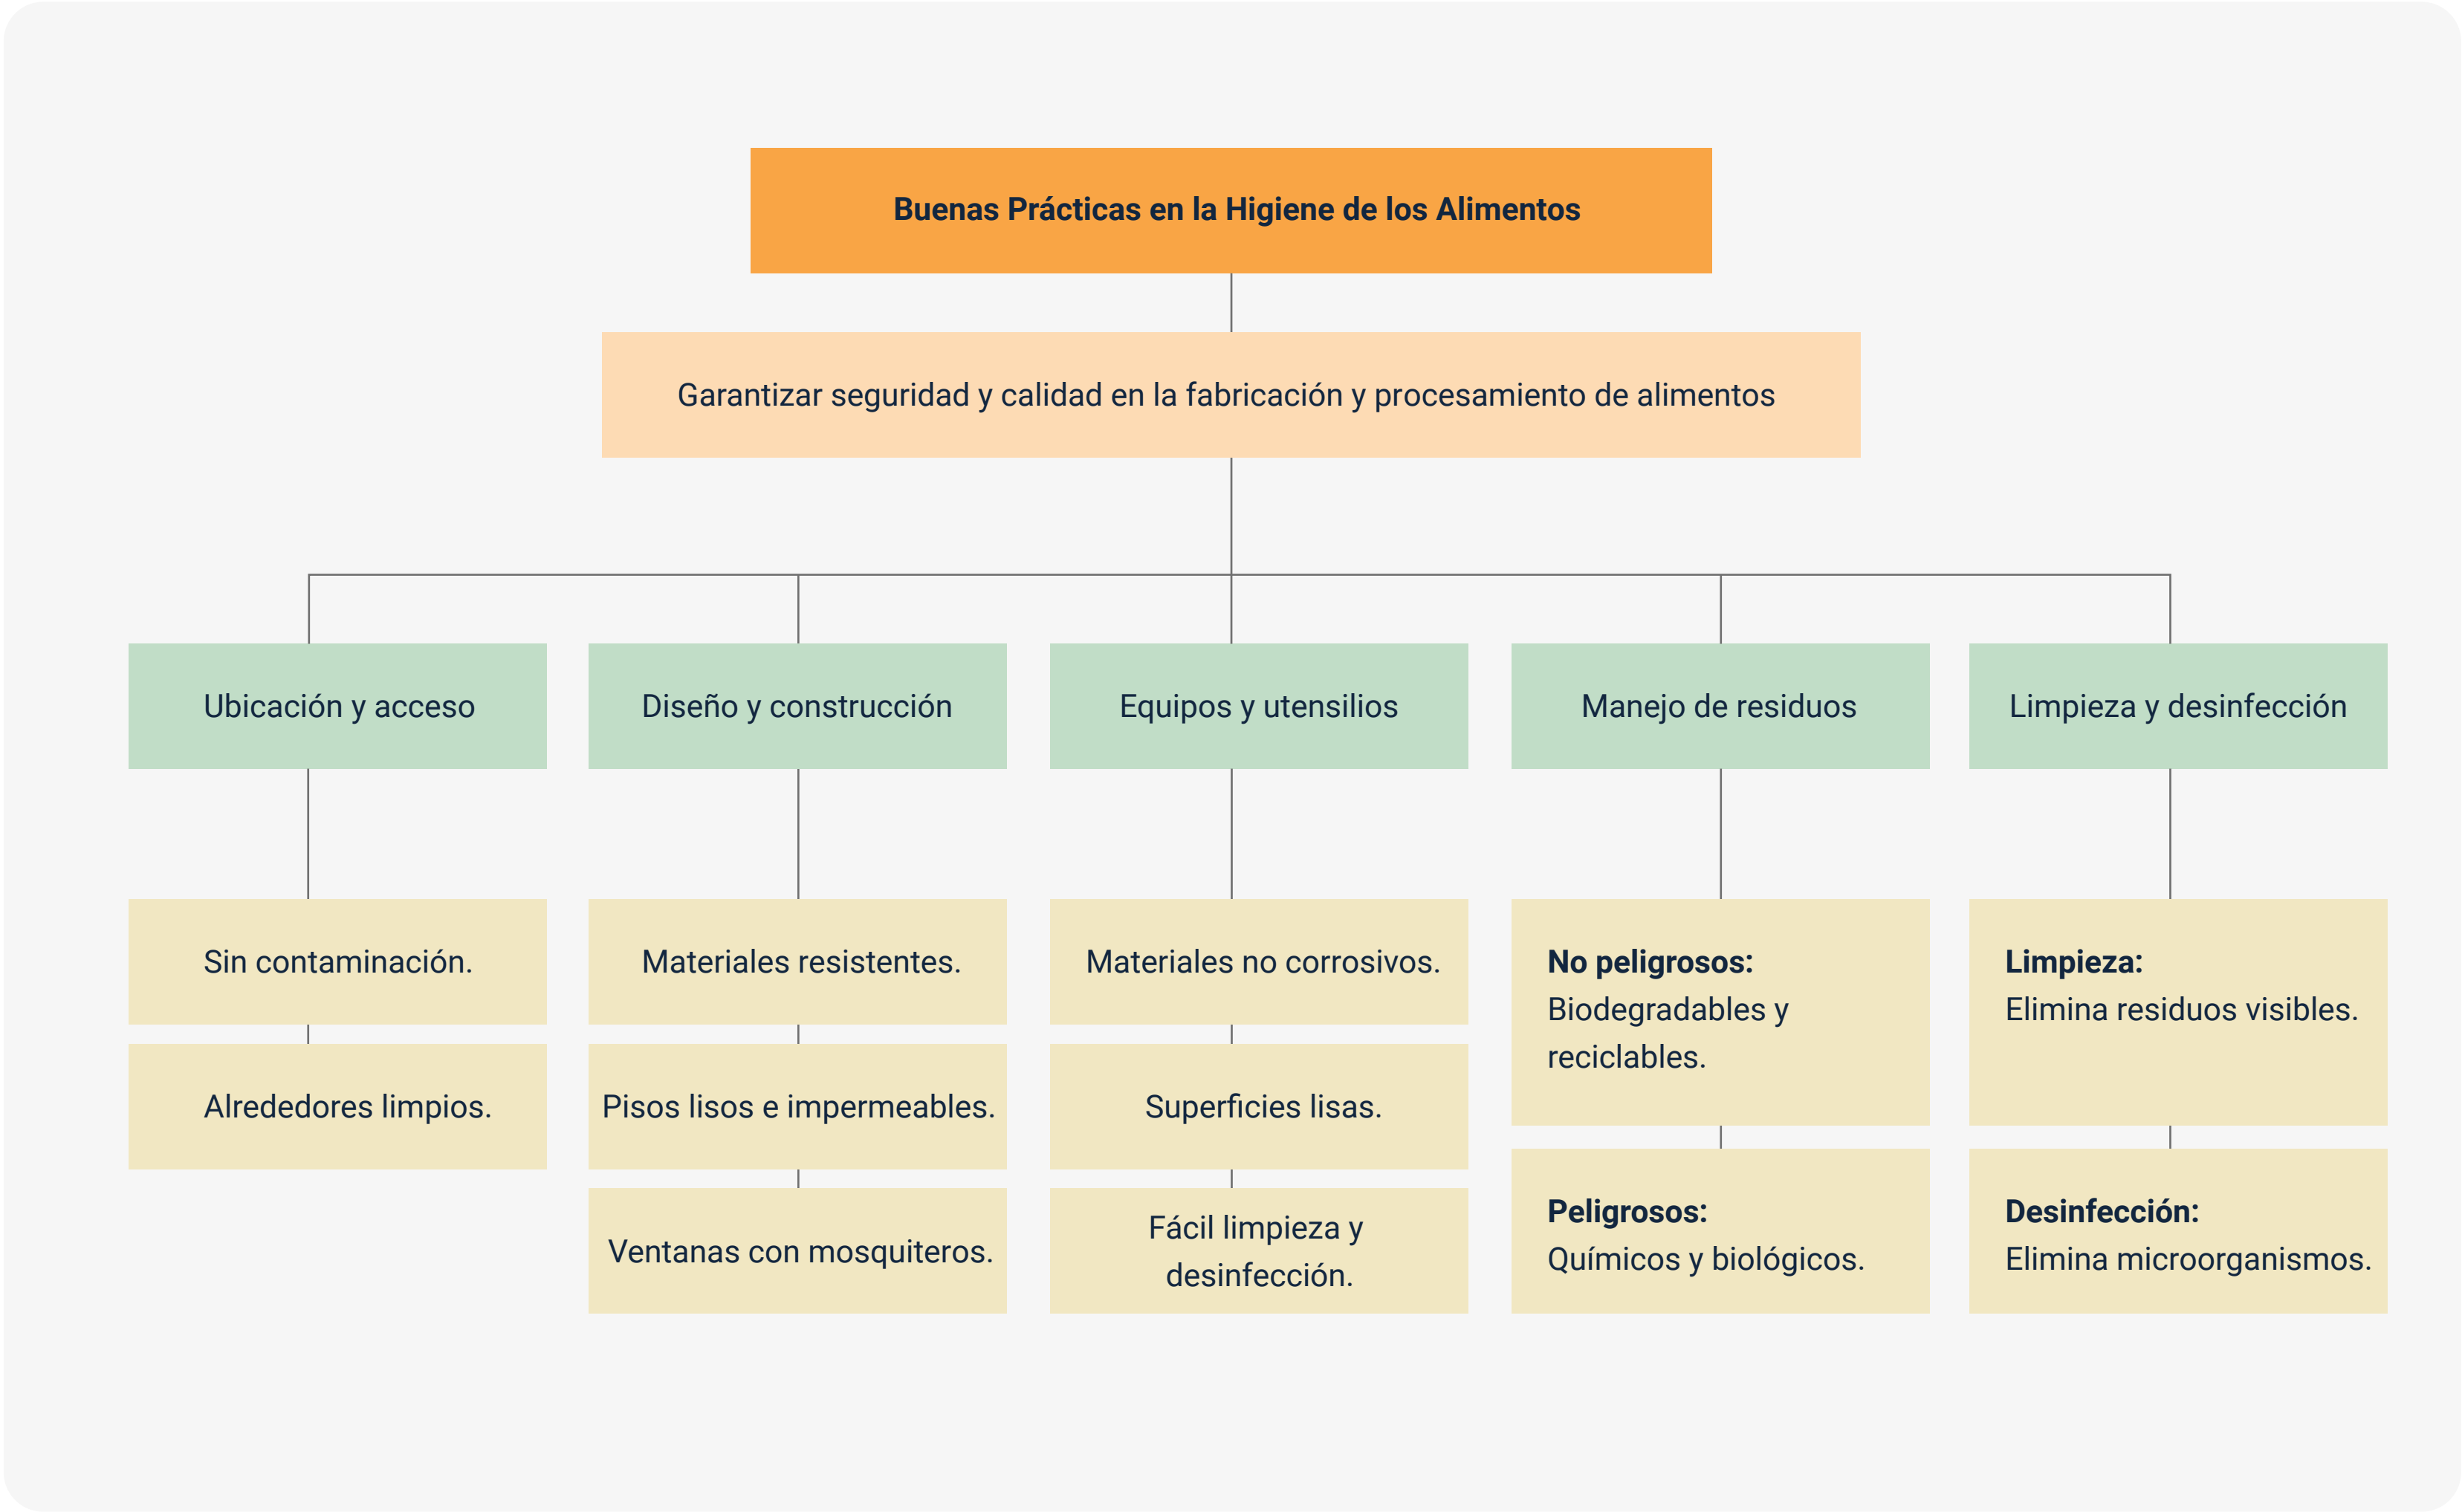 Buenas Prácticas en la Higiene de los Alimentos
Garantizar seguridad y calidad en la fabricación y procesamiento de alimentos
Ubicación y acceso
Sin contaminación.
Alrededores limpios.
Diseño y construcción
Materiales resistentes.
Pisos lisos e impermeables.
Ventanas con mosquiteros.
Equipos y utensilios
Materiales no corrosivos.
Superficies lisas.
Fácil limpieza y
desinfección.
Manejo de residuos
No peligrosos:
Biodegradables y
reciclables.
Peligrosos:
Químicos y biológicos.
Limpieza y desinfección
Limpieza:
Elimina residuos visibles.
Desinfección:
Elimina microorganismos.